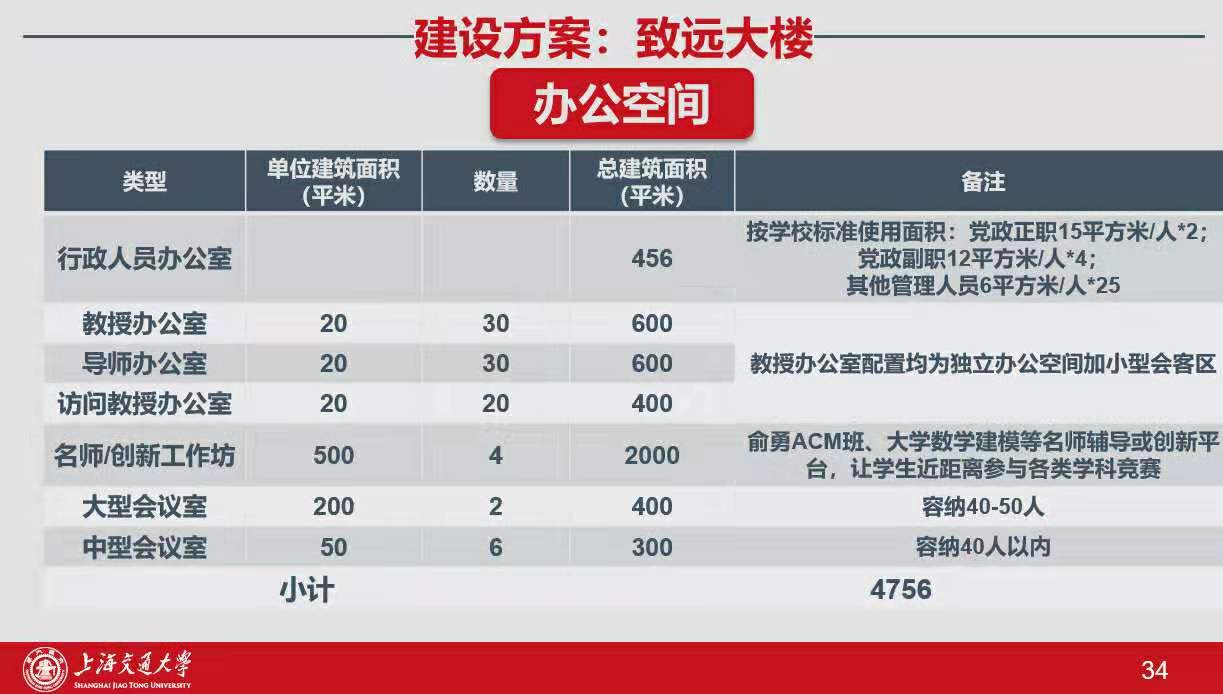 建设方案：致远大楼
办公空间
类型 单位建筑面积（平米） 数量 总建筑面积（平米） 备注
行政人员办公室 456 按学校标准使用面积：党政正职15平方米/人*2；
党政副职12平方米/人*4；
其他管理人员6平方米/人*25
教授办公室 20 30 600
导师办公室 20 30 600 教授办公室配置均为独立办公空间加小型会客区
访问教授办公室 20 20 400
名师/创新工作坊 500 4 2000 俞勇ACM班、大学数学建模等名师辅导或创新平
台，让学生近距离参与各类学科竞赛
大型会议室 200 2 400 容纳40-50人
中型会议室 50 6 300 容纳40人以内
小计 4756
上海交通大学
SHANGHAI JIAO TONG UNIVERSITY
34